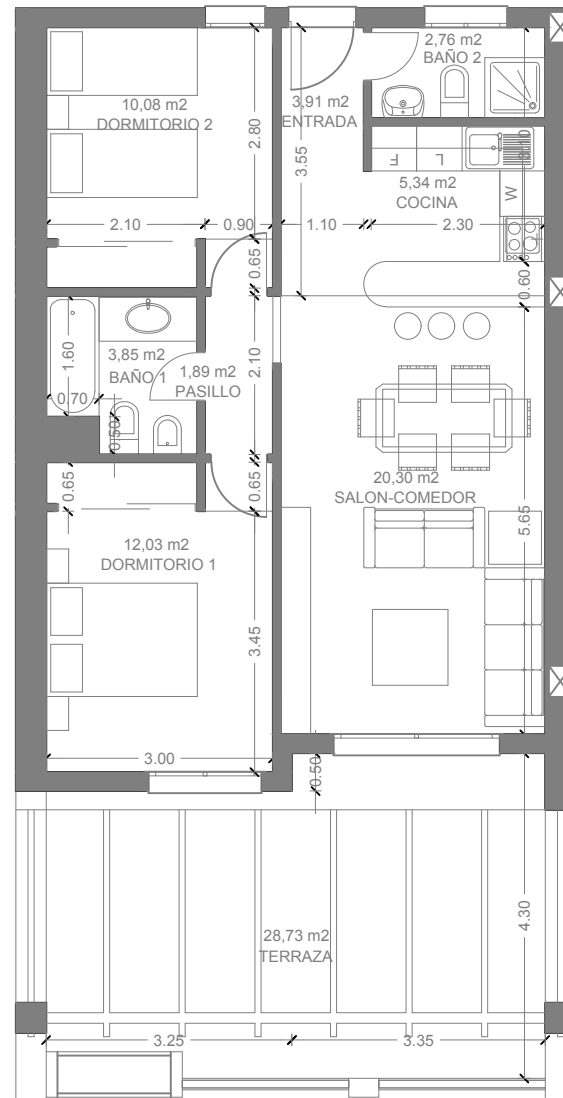 2,76 m2
BAÑO 2
10,08 m2
DORMITORIO 2
3,91 m2
ENTRADA
2.80
3.55
F
L
5,34 m2
COCINA
W
2.10
0.90
1.10
2.30
0.65
0.60
1.60
3,85 m2
BAÑO 1
1,89 m2
PASILLO
2.10
0.70
0.50
0.65
0.65
20,30 m2
SALON-COMEDOR
5.65
12,03 m2
DORMITORIO 1
3.45
3.00
0.50
4.30
28,73 m2
TERRAZA
3.25
3.35